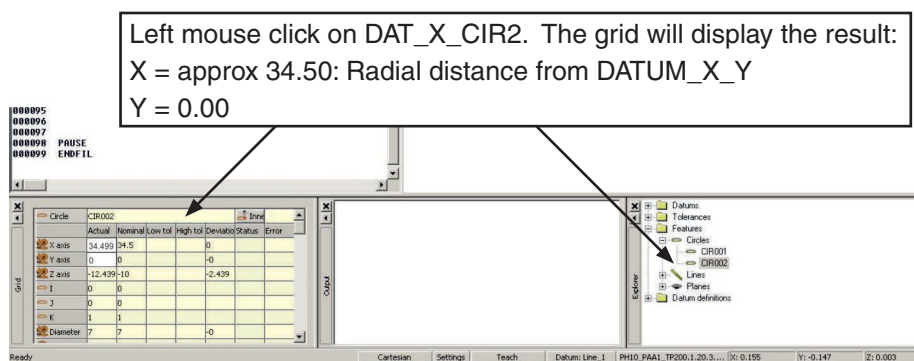 Left mouse click on DAT_X_CIR2. The grid will display the result:
X = approx 34.50: Radial distance from DATUM_X_Y
Y = 0.00
000095
000096
000097
000098 PAUSE
000099 ENDFIL
Circle CIR002 Inne
Actual Nominal Low tol High tol Deviatio Status Error
X axis 34.499 34.5 0
Y axis 0 0 -0
Z axis -12.439 -10 -2.439
I 0 0
J 0 0
K 1 1
Diameter 7 7 -0
Grid
Output
Explorer
Datums
Tolerances
Features
Circles
CIR001
CIR002
Lines
Planes
Datum definitions
Ready Cartesian Settings Teach Datum: Line_1 PH10_PAA1_TP200.1.20.3.... X: 0.155 Y: -0.147 Z: 0.003